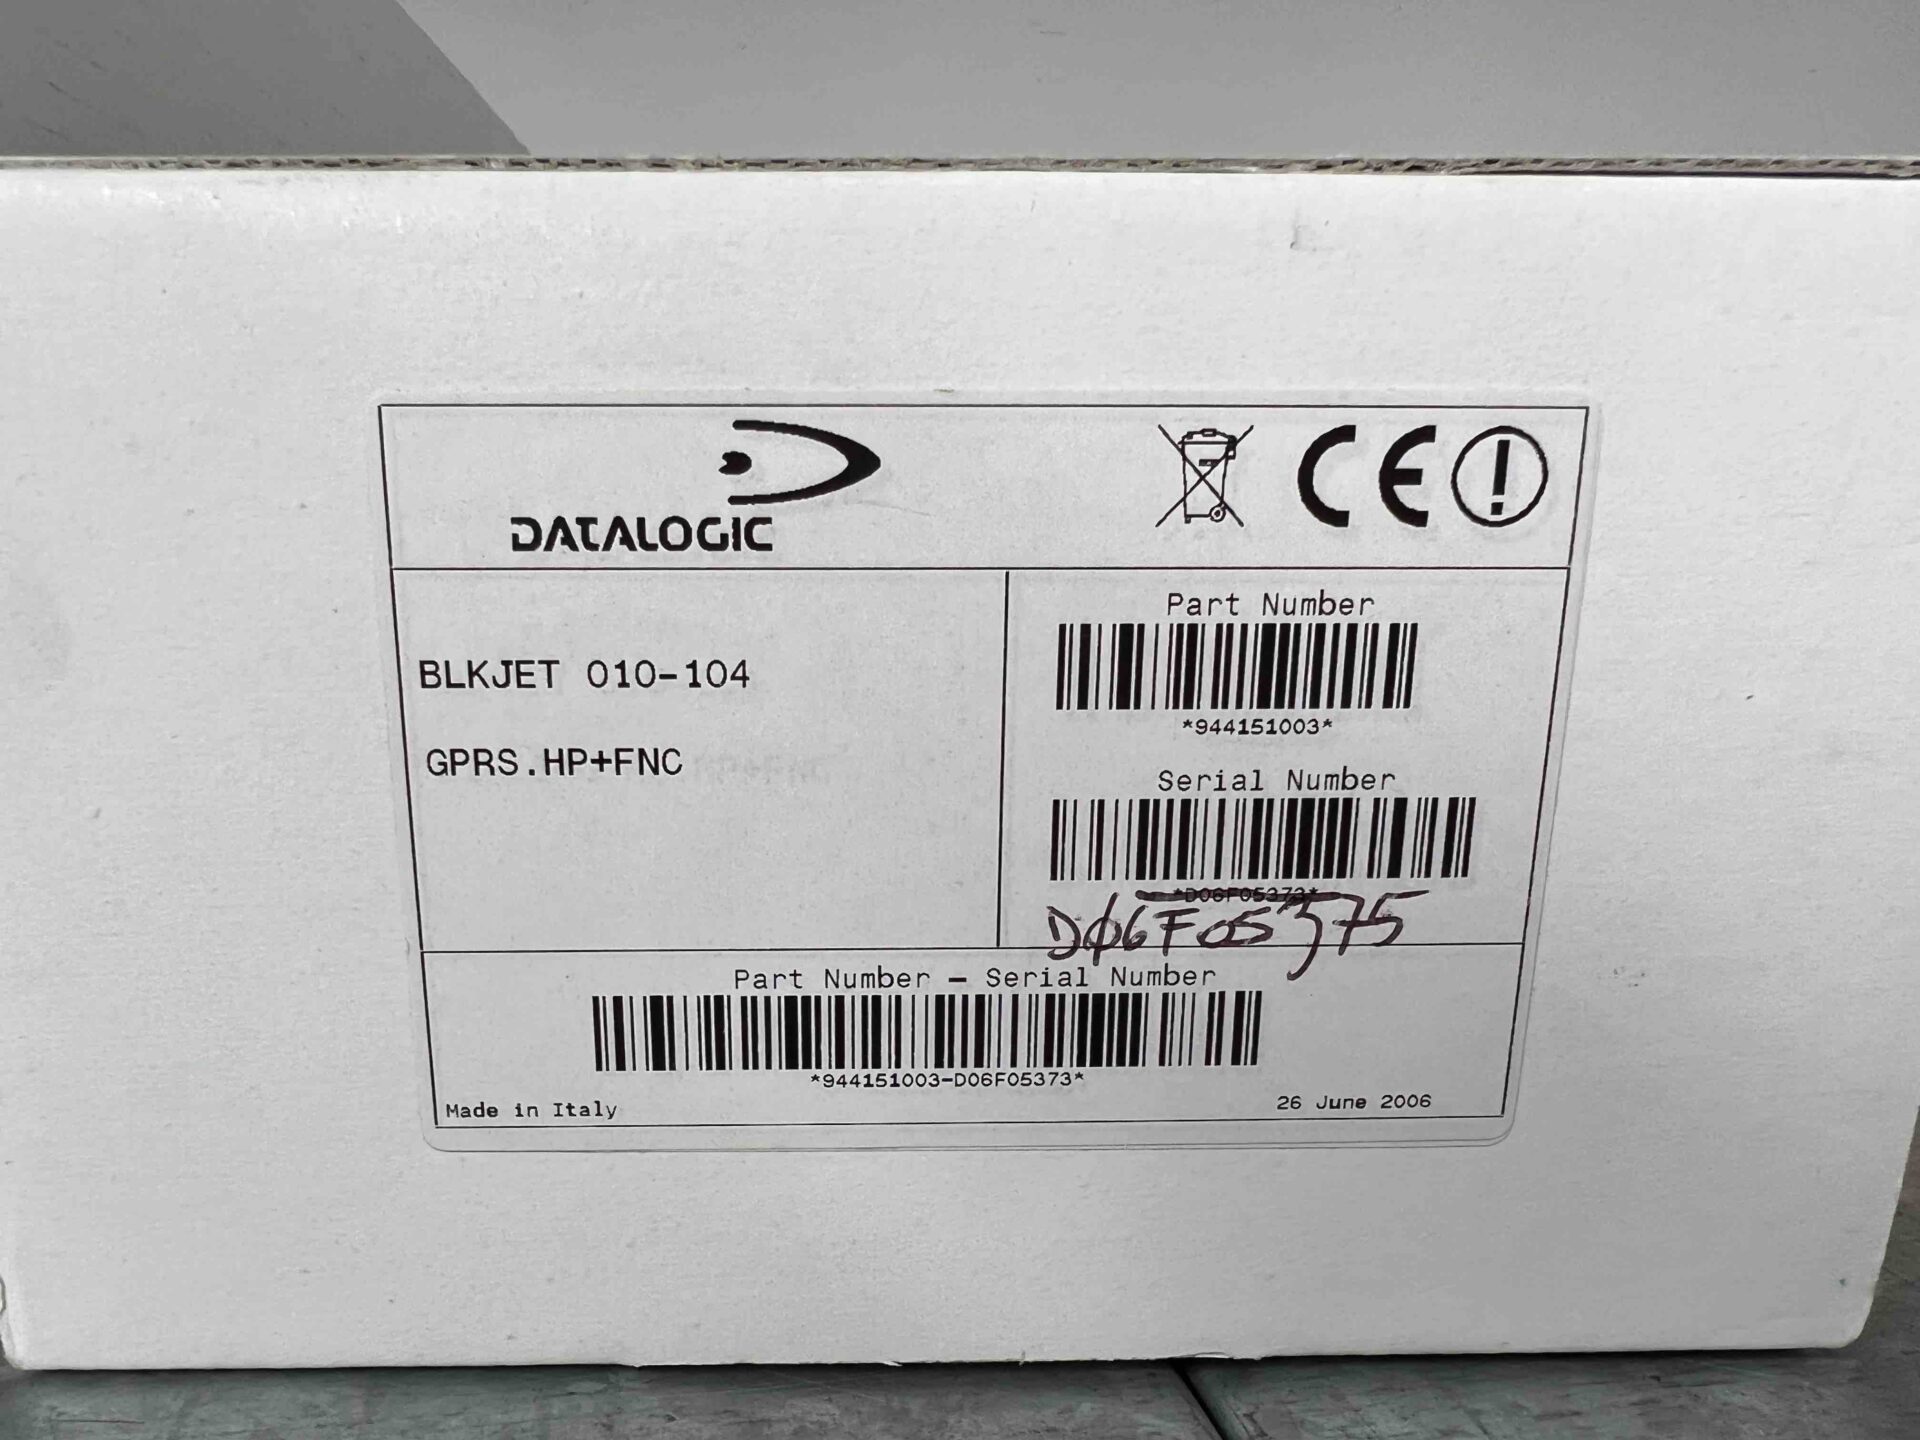 DATALOGIC
CE
BLKJET 010-104
GPRS.HP+FNC
Part Number
*944151003*
Serial Number
*D06F05373*
D06F05375
Part Number - Serial Number
*944151003-D06F05373*
Made in Italy
26 June 2006